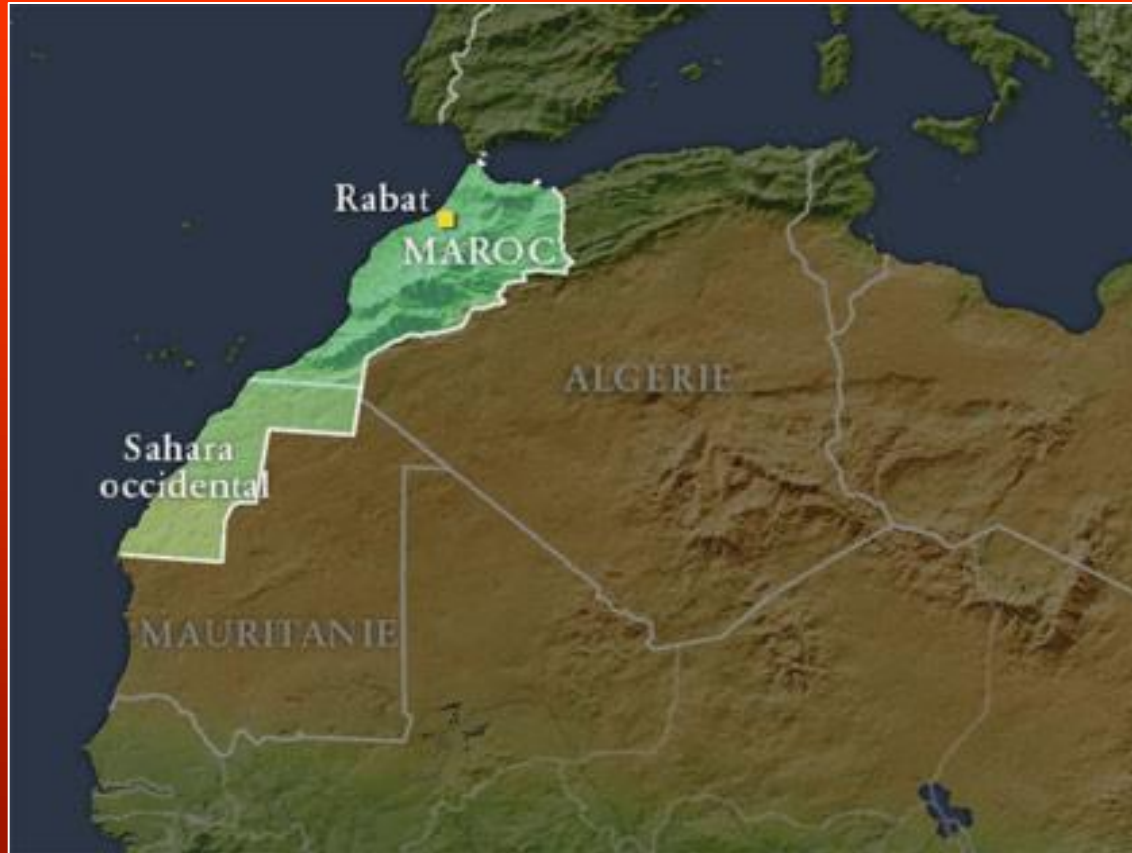 Rabat
MAROC
ALGERIE
Sahara
occidental
MAURITANIE